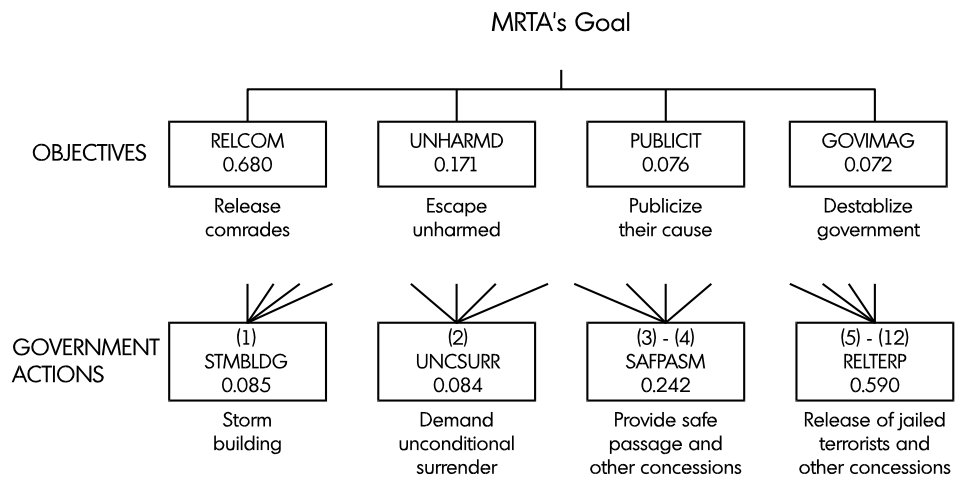 MRTA's Goal
OBJECTIVES
RELCOM
0.680
Release
comrades
UNHARMD
0.171
Escape
unharmed
PUBLICIT
0.076
Publicize
their cause
GOVIMAG
0.072
Destablize
government
GOVERNMENT
ACTIONS
(1)
STMBLDG
0.085
Storm
building
(2)
UNCSURR
0.084
Demand
unconditional
surrender
(3) - (4)
SAFPASM
0.242
Provide safe
passage and
other concessions
(5) - (12)
RELTERP
0.590
Release of jailed
terrorists and
other concessions